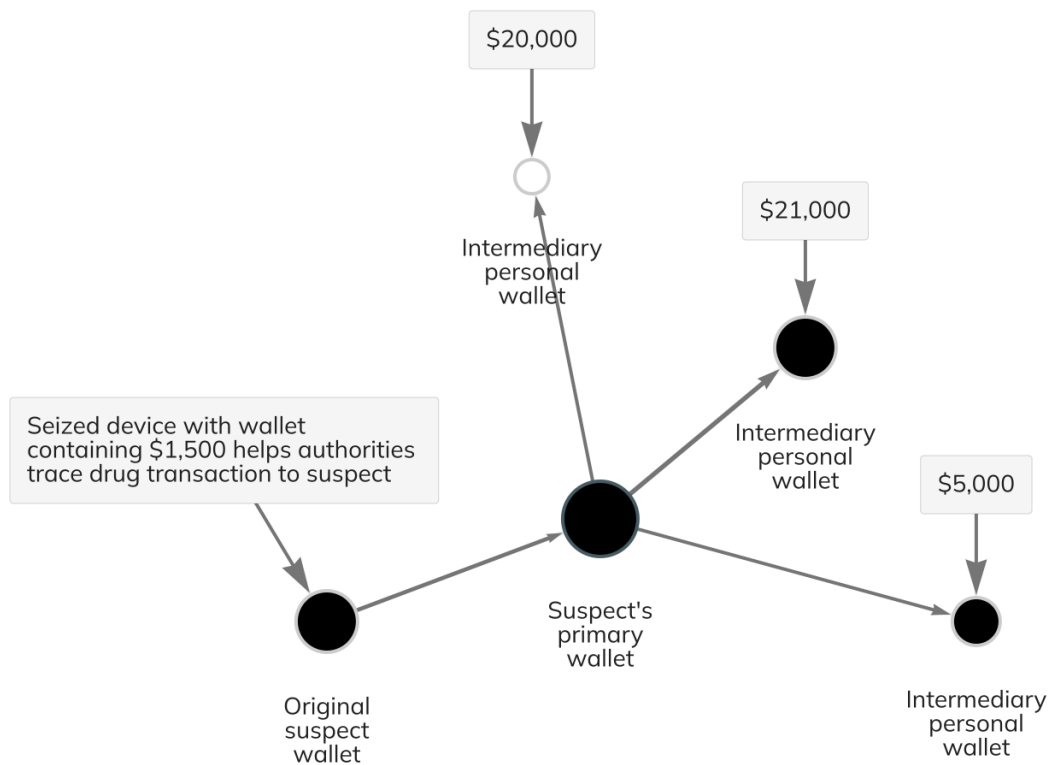 $20,000
Intermediary
personal
wallet
$21,000
Intermediary
personal
wallet
Seized device with wallet
containing $1,500 helps authorities
trace drug transaction to suspect
$5,000
Suspect's
primary
wallet
Original
suspect
wallet
Intermediary
personal
wallet